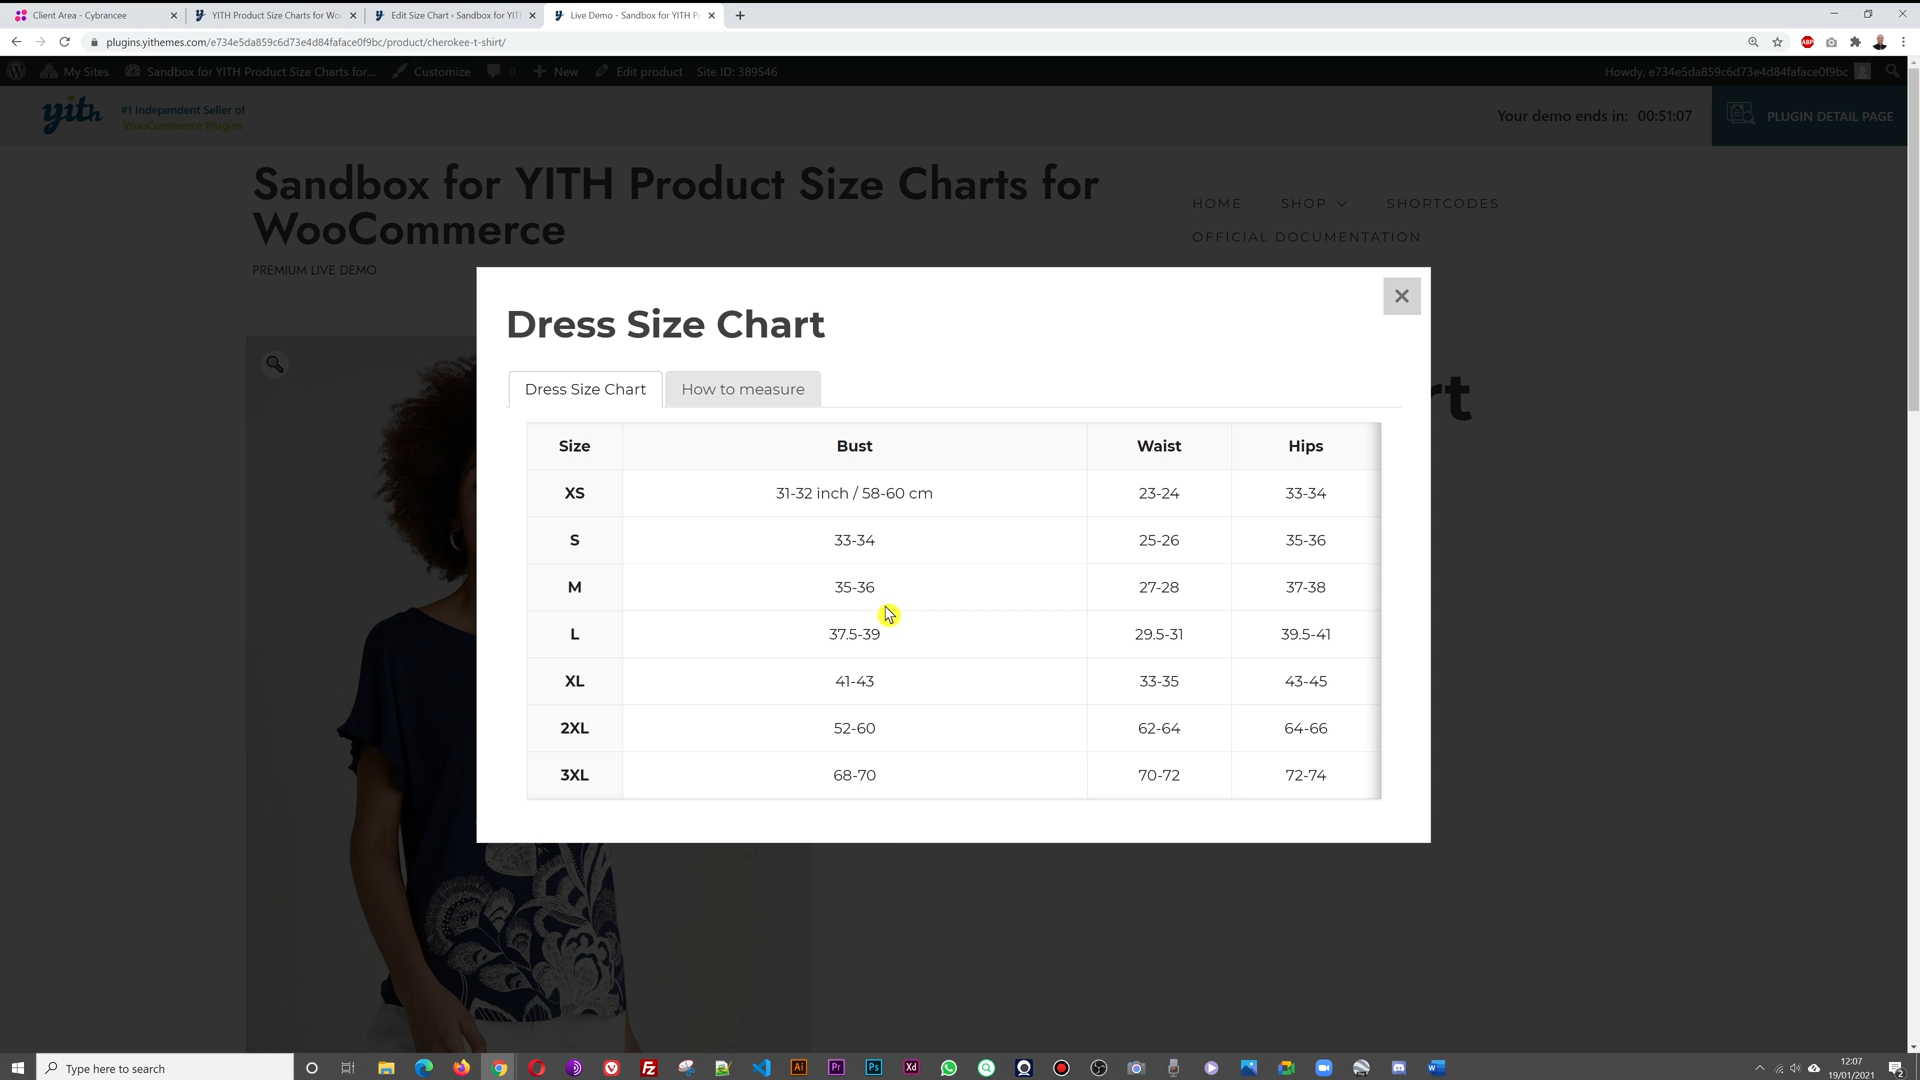 Client Area - Cybrancee
YITH Product Size Charts for Wo
Edit Size Chart ‹ Sandbox for YIT
Live Demo - Sandbox for YITH P
plugins.yithemes.com/e734e5da859c6d73e4d84faface0f9bc/product/cherokee-t-shirt/
ABP
My Sites
Sandbox for YITH Product Size Charts for...
Customize
0
New
Edit product
Site ID: 389546
Howdy, e734e5da859c6d73e4d84faface0f9bc
yith
#1 Independent Seller of
WooCommerce Plugins
Your demo ends in: 00:51:07
PLUGIN DETAIL PAGE
Sandbox for YITH Product Size Charts for
WooCommerce
PREMIUM LIVE DEMO
HOME
SHOP
SHORTCODES
OFFICIAL DOCUMENTATION
rt
Dress Size Chart
Dress Size Chart
How to measure
Size Bust Waist Hips
XS 31-32 inch / 58-60 cm 23-24 33-34
S 33-34 25-26 35-36
M 35-36 27-28 37-38
L 37.5-39 29.5-31 39.5-41
XL 41-43 33-35 43-45
2XL 52-60 62-64 64-66
3XL 68-70 70-72 72-74
Type here to search
Ai
Pr
Ps
Xd
12:07
19/01/2021
2